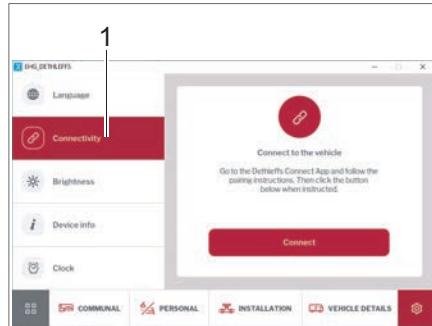 1
EHG_DETHLEFFS
Language
Connectivity
Brightness
Device info
Clock
Connect to the vehicle
Go to the Dethleffs Connect App and follow the
pairing instructions. Then click the button
below when instructed.
Connect
COMMUNAL
PERSONAL
INSTALLATION
VEHICLE DETAILS